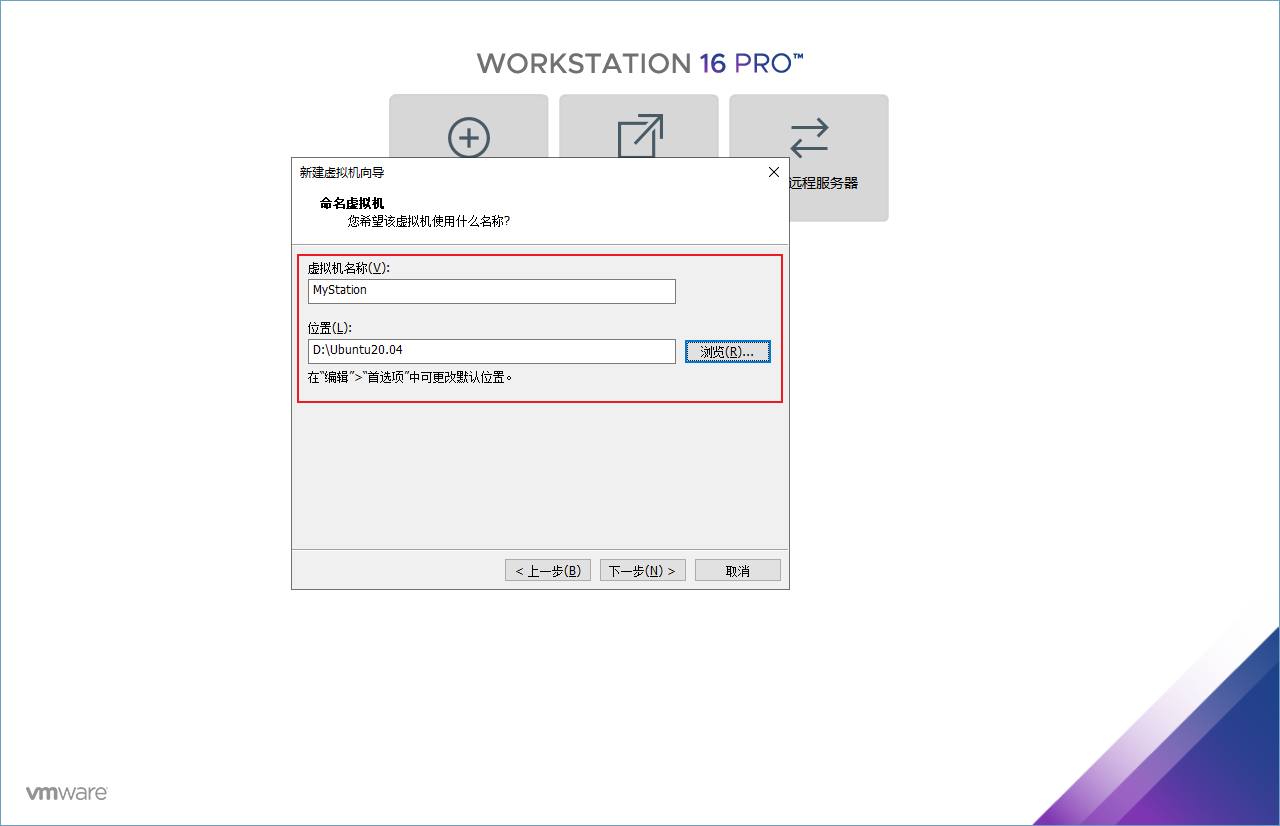 WORKSTATION 16 PRO™
远程服务器
新建虚拟机向导
命名虚拟机
您希望该虚拟机使用什么名称?
虚拟机名称(V):
MyStation
位置(L):
D:\Ubuntu20.04
浏览(R)...
在“编辑”>“首选项”中可更改默认位置。
< 上一步(B)
下一步(N) >
取消
vmware